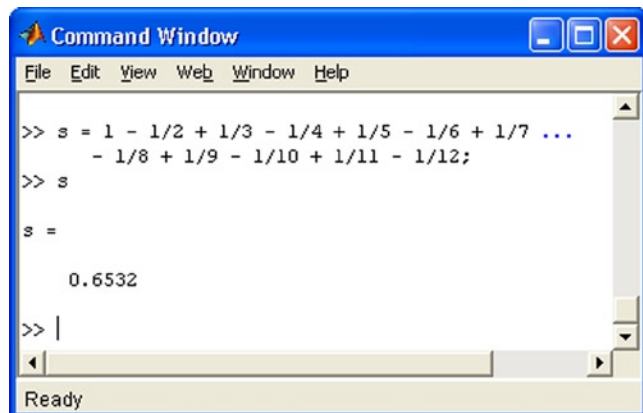 Command Window
File Edit View Web Window Help
>> s = 1 - 1/2 + 1/3 - 1/4 + 1/5 - 1/6 + 1/7 ...
- 1/8 + 1/9 - 1/10 + 1/11 - 1/12;
>> s
s =
0.6532
>>
Ready